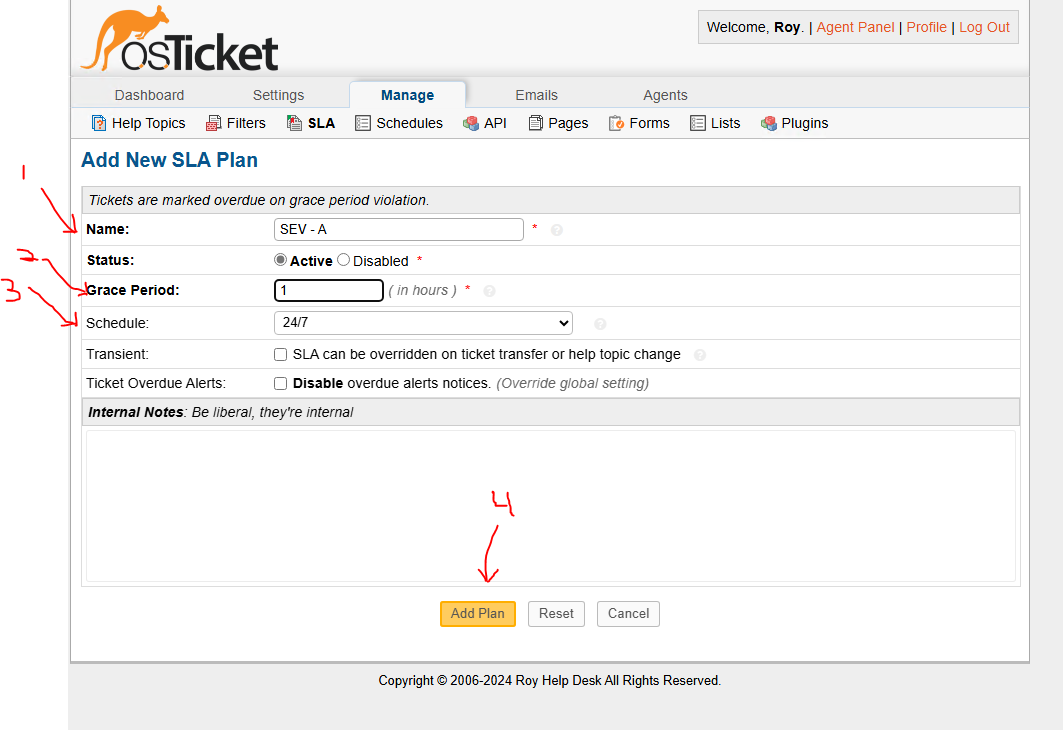 osTicket
Welcome, Roy. | Agent Panel | Profile | Log Out
Dashboard Settings Manage Emails Agents
Help Topics Filters SLA Schedules API Pages Forms Lists Plugins
Add New SLA Plan
Tickets are marked overdue on grace period violation.
1
Name: SEV - A *
Status: Active Disabled *
2
Grace Period: 1 ( in hours ) *
3
Schedule: 24/7
Transient: SLA can be overridden on ticket transfer or help topic change
Ticket Overdue Alerts: Disable overdue alerts notices. (Override global setting)
Internal Notes: Be liberal, they're internal
4
Add Plan Reset Cancel
Copyright © 2006-2024 Roy Help Desk All Rights Reserved.